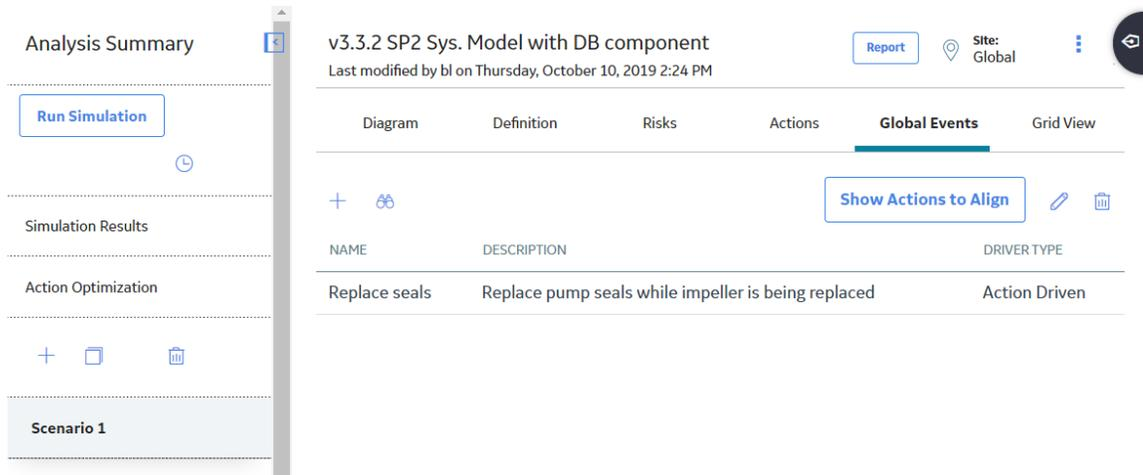 Analysis Summary
Run Simulation
Simulation Results
Action Optimization
Scenario 1
v3.3.2 SP2 Sys. Model with DB component
Last modified by bl on Thursday, October 10, 2019 2:24 PM
Report
Site:
Global
Diagram Definition Risks Actions Global Events Grid View
Show Actions to Align
NAME DESCRIPTION DRIVER TYPE
Replace seals Replace pump seals while impeller is being replaced Action Driven